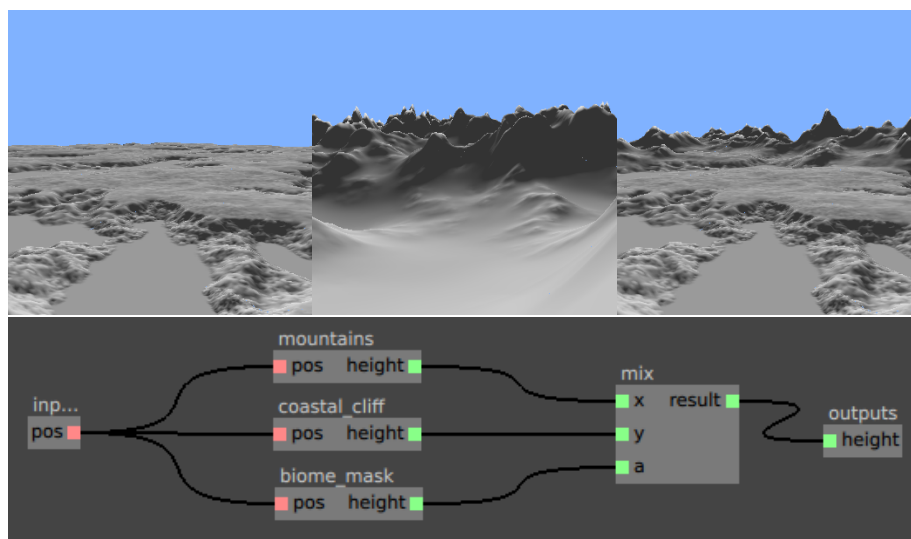 mountains
pos height
inp...
pos
coastal_cliff
pos height
biome_mask
pos height
mix
x result
y
a
outputs
height